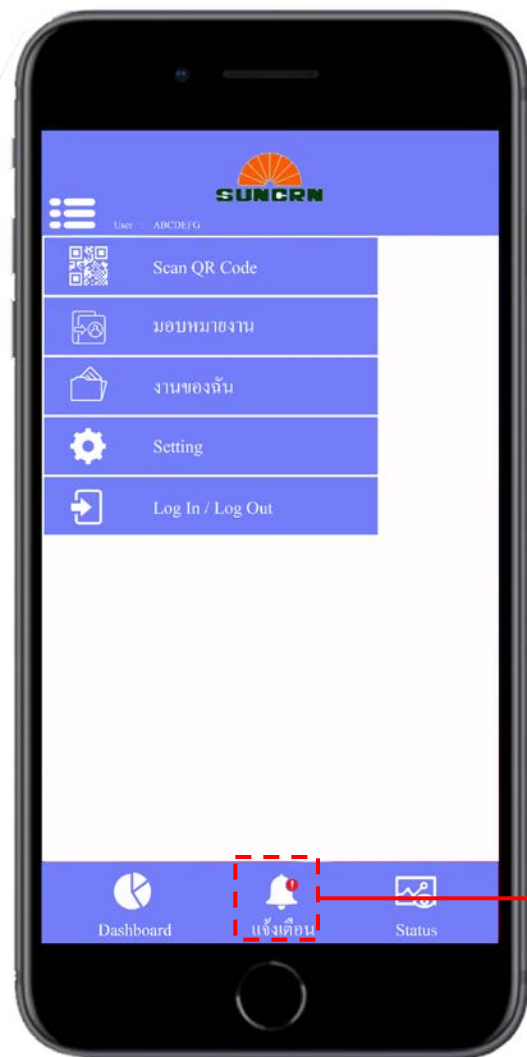 SUNCRN
User : ABCDEFG
Scan QR Code
มอบหมายงาน
งานของฉัน
Setting
Log In / Log Out
Dashboard
แจ้งเตือน
Status